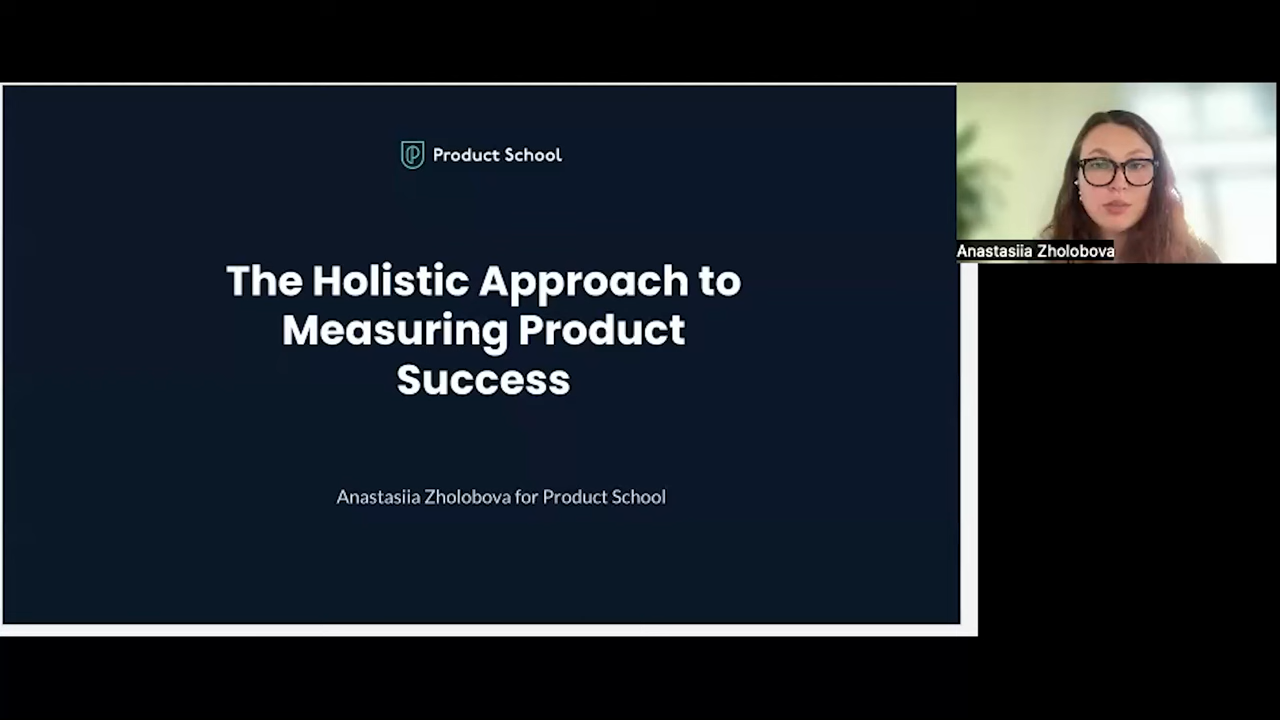 Product School
The Holistic Approach to
Measuring Product
Success
Anastasiia Zholobova for Product School
Anastasiia Zholobova